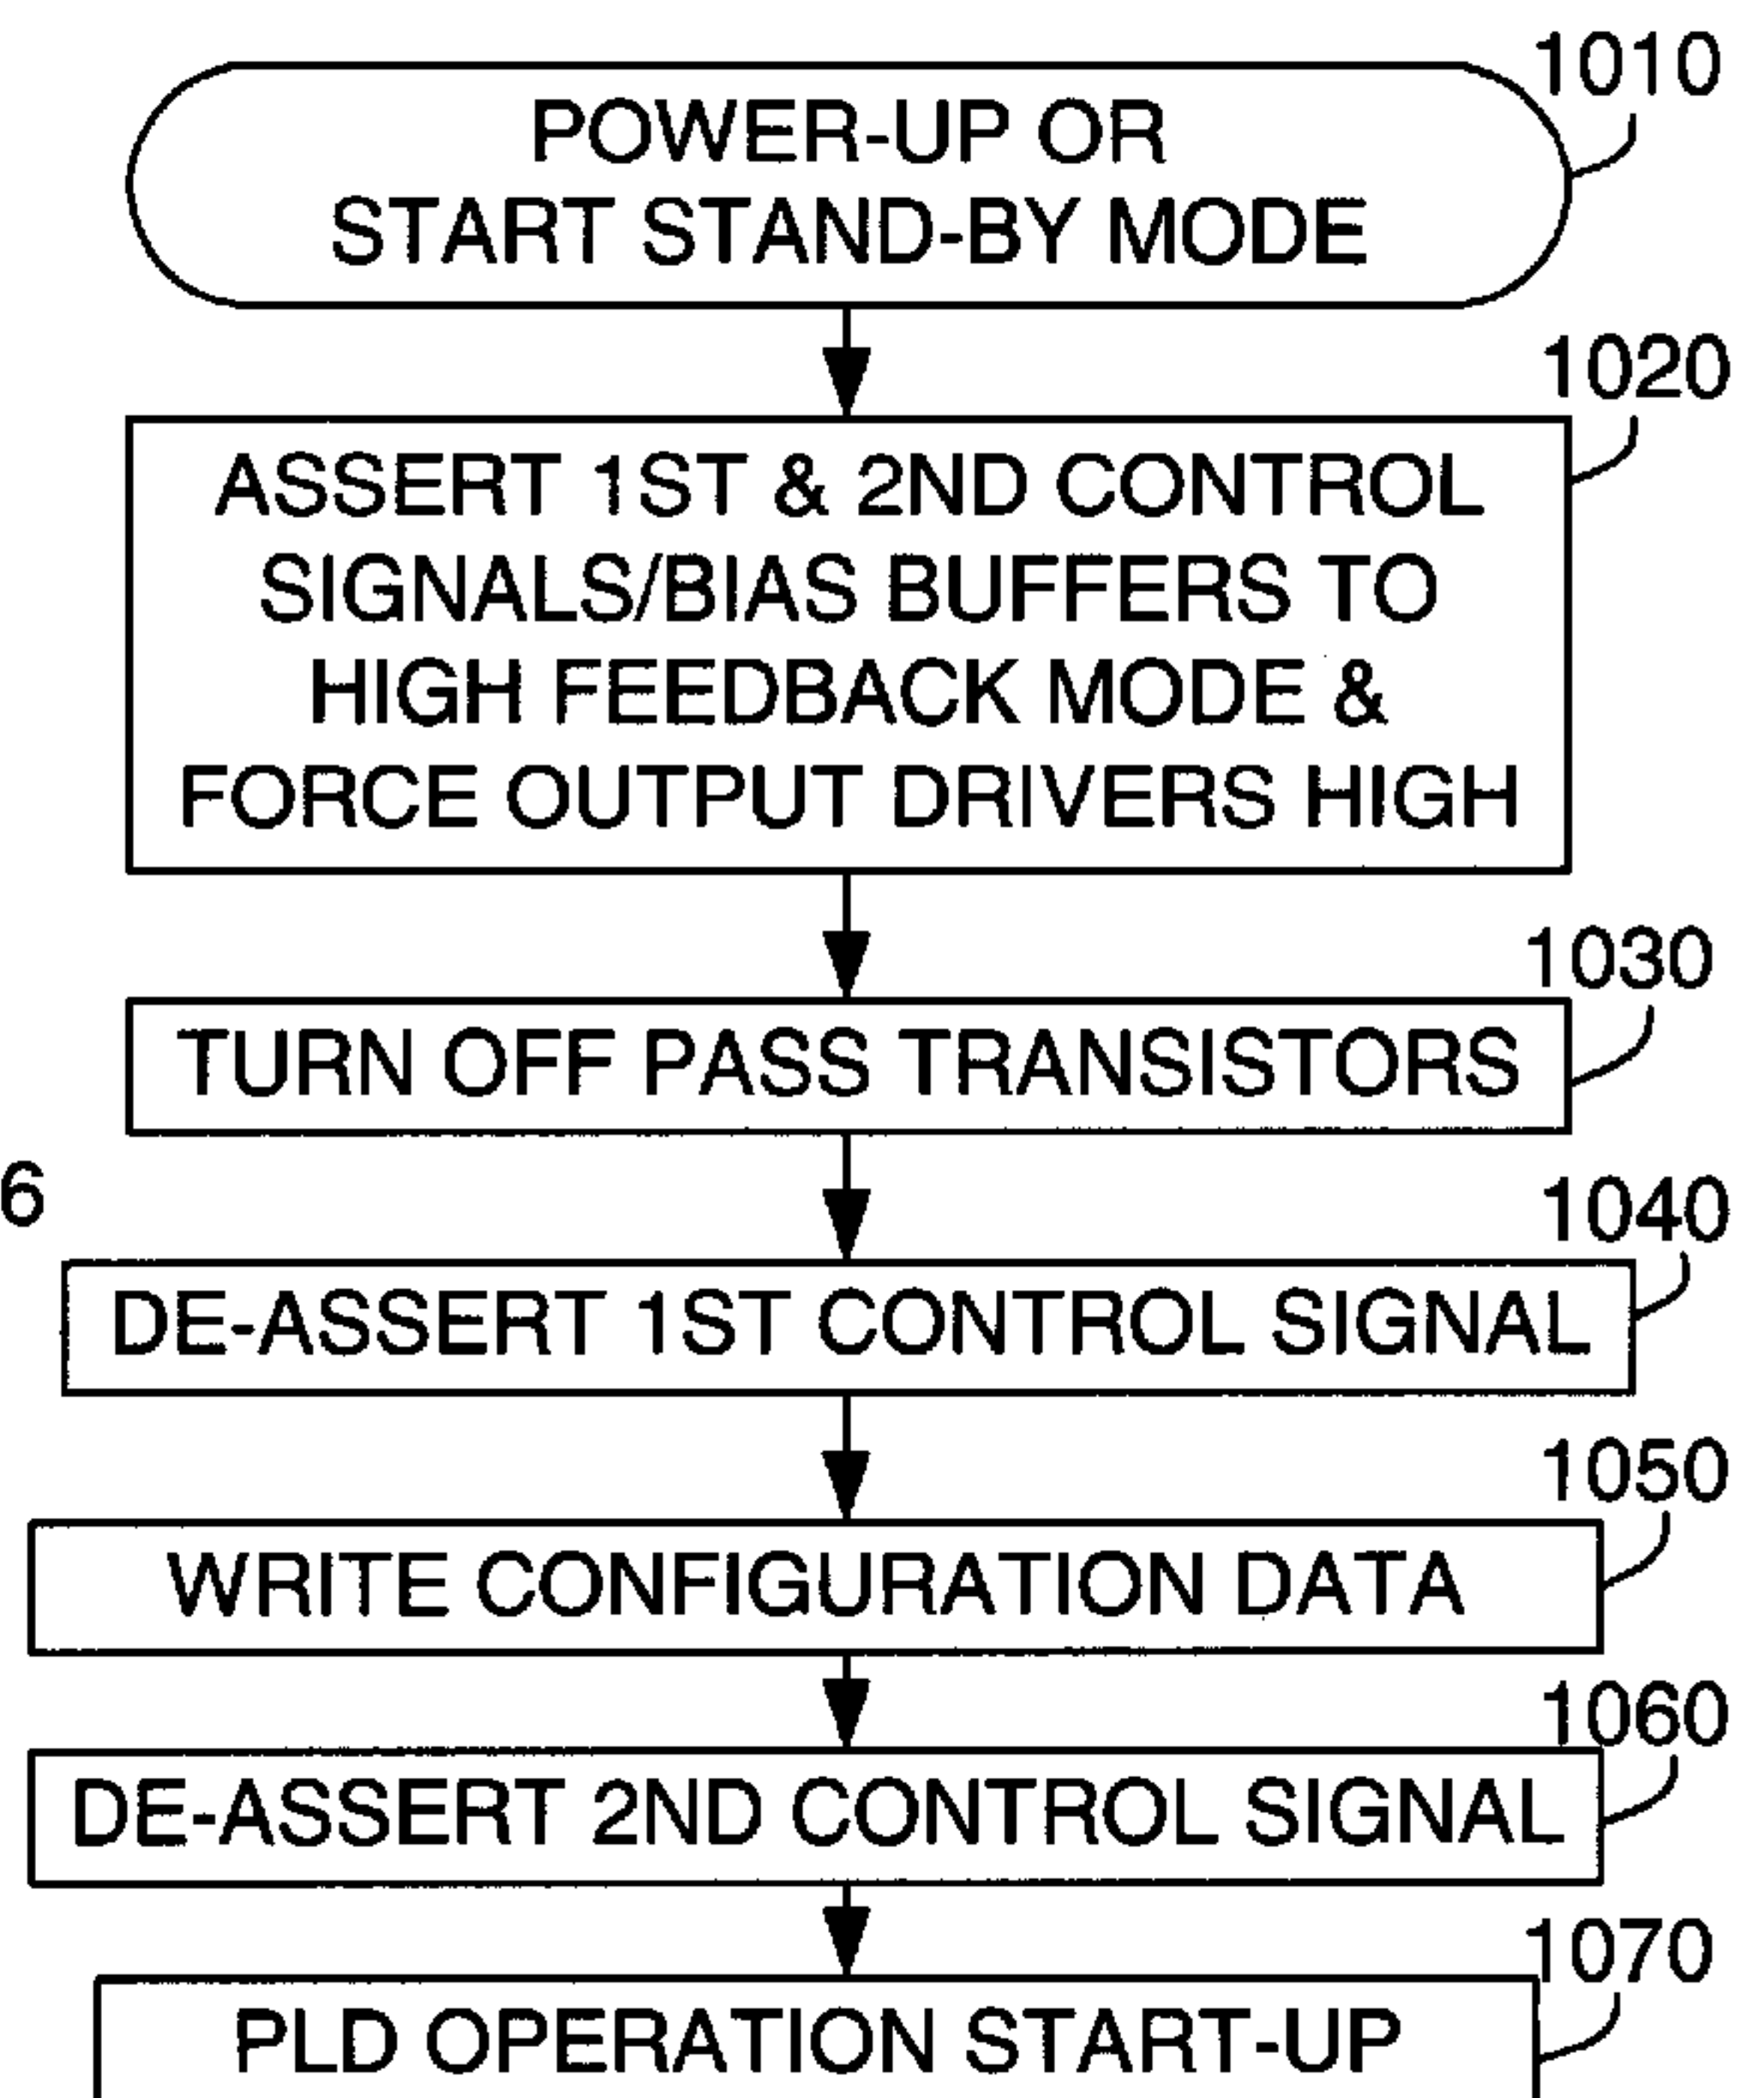 1010
POWER-UP OR
START STAND-BY MODE
1020
ASSERT 1ST & 2ND CONTROL
SIGNALS/BIAS BUFFERS TO
HIGH FEEDBACK MODE &
FORCE OUTPUT DRIVERS HIGH
1030
TURN OFF PASS TRANSISTORS
6
1040
DE-ASSERT 1ST CONTROL SIGNAL
1050
WRITE CONFIGURATION DATA
1060
DE-ASSERT 2ND CONTROL SIGNAL
1070
PLD OPERATION START-UP